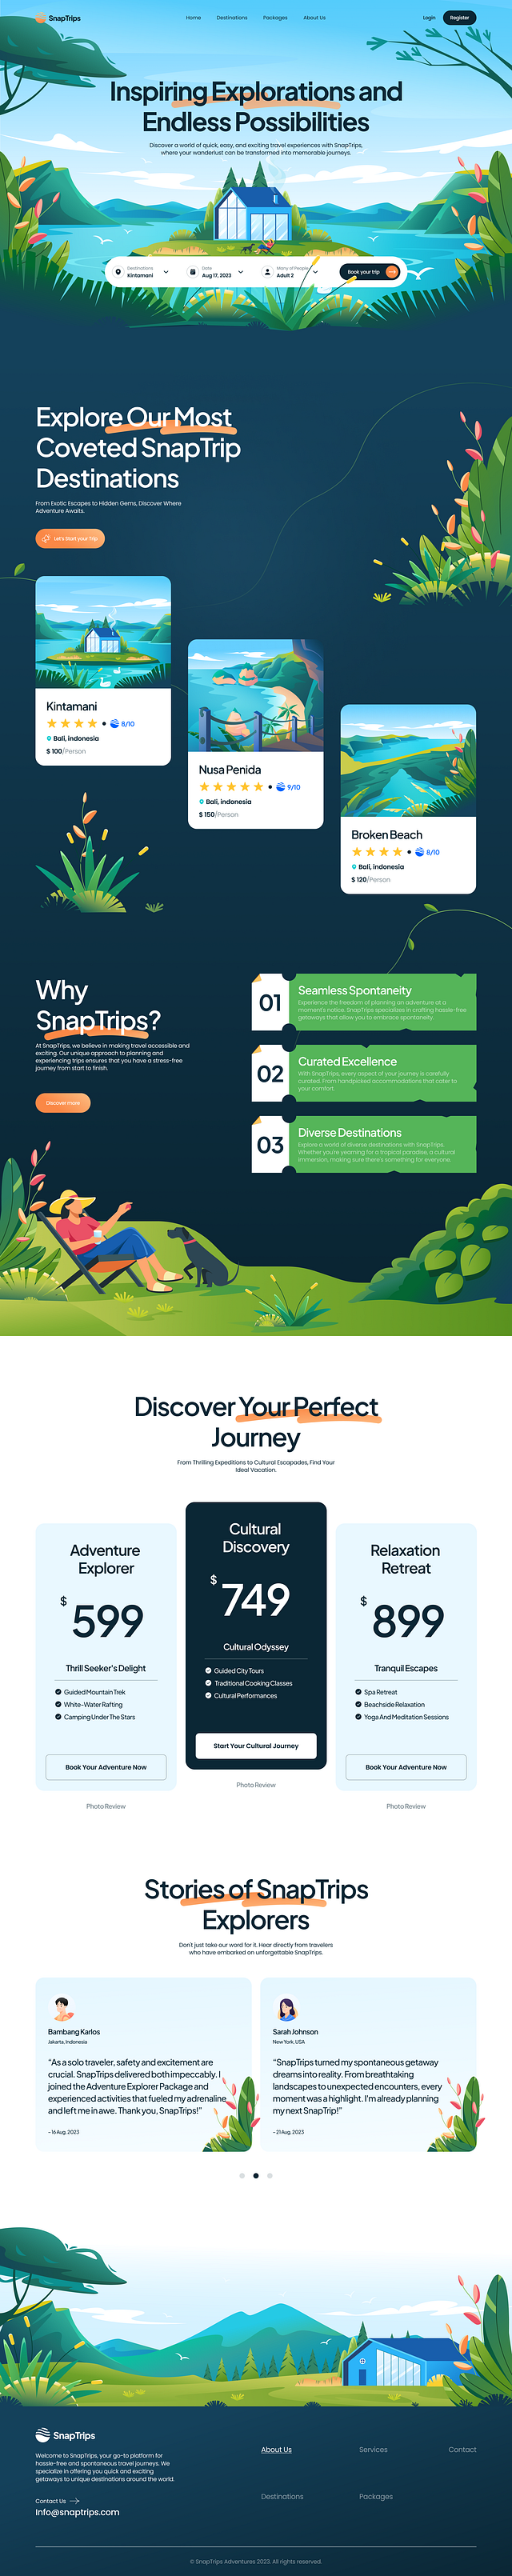 SnapTrips
Home
Destinations
Packages
About Us
Login
Register
Inspiring Explorations and
Endless Possibilities
Discover a world of quick, easy, and exciting travel experiences with SnapTrips,
where your wanderlust can be transformed into memorable journeys.
Destinations
Kintamani
Date
Aug 17, 2023
Many of People
Adult 2
Book your trip
Explore Our Most
Coveted SnapTrip
Destinations
From Exotic Escapes to Hidden Gems, Discover Where
Adventure Awaits.
Let's Start your Trip
Kintamani
8/10
Bali, indonesia
$ 100/Person
Nusa Penida
9/10
Bali, indonesia
$ 150/Person
Broken Beach
8/10
Bali, indonesia
$ 120/Person
Why
SnapTrips?
At SnapTrips, we believe in making travel accessible and
exciting. Our unique approach to planning and
experiencing trips ensures that you have a stress-free
journey from start to finish.
Discover more
01
Seamless Spontaneity
Experience the freedom of planning an adventure at a
moment's notice. SnapTrips specializes in crafting hassle-free
getaways that allow you to embrace spontaneity.
02
Curated Excellence
With SnapTrips, every aspect of your journey is carefully
curated. From handpicked accommodations that cater to
your comfort.
03
Diverse Destinations
Explore a world of diverse destinations with SnapTrips.
Whether you're yearning for a tropical paradise, a cultural
immersion, making sure there's something for everyone.
Discover Your Perfect
Journey
From Thrilling Expeditions to Cultural Escapades, Find Your
Ideal Vacation.
Adventure
Explorer
$ 599
Thrill Seeker's Delight
Guided Mountain Trek
White-Water Rafting
Camping Under The Stars
Book Your Adventure Now
Photo Review
Cultural
Discovery
$ 749
Cultural Odyssey
Guided City Tours
Traditional Cooking Classes
Cultural Performances
Start Your Cultural Journey
Photo Review
Relaxation
Retreat
$ 899
Tranquil Escapes
Spa Retreat
Beachside Relaxation
Yoga And Meditation Sessions
Book Your Adventure Now
Photo Review
Stories of SnapTrips
Explorers
Don't just take our word for it. Hear directly from travelers
who have embarked on unforgettable SnapTrips.
Bambang Karlos
Jakarta, Indonesia
"As a solo traveler, safety and excitement are
crucial. SnapTrips delivered both impeccably. I
joined the Adventure Explorer Package and
experienced activities that fueled my adrenaline
and left me in awe. Thank you, SnapTrips!"
- 16 Aug, 2023
Sarah Johnson
New York, USA
"SnapTrips turned my spontaneous getaway
dreams into reality. From breathtaking
landscapes to unexpected encounters, every
moment was a highlight. I'm already planning
my next SnapTrip!"
- 21 Aug, 2023
SnapTrips
Welcome to SnapTrips, your go-to platform for
hassle-free and spontaneous travel journeys. We
specialize in offering you quick and exciting
getaways to unique destinations around the world.
Contact Us
Info@snaptrips.com
About Us
Services
Contact
Destinations
Packages
© SnapTrips Adventures 2023. All rights reserved.